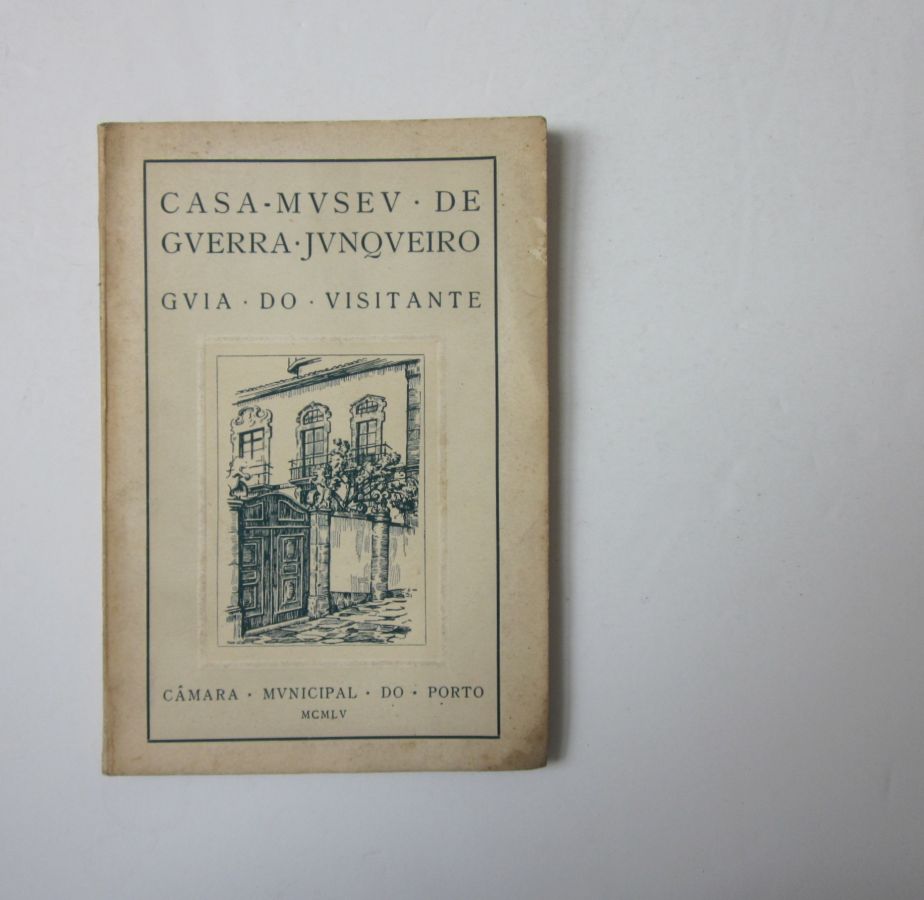 CASA-MVSEV · DE
GVERRA·JVNQVEIRO
GVIA · DO · VISITANTE
CÂMARA · MVNICIPAL · DO · PORTO
MCMLV